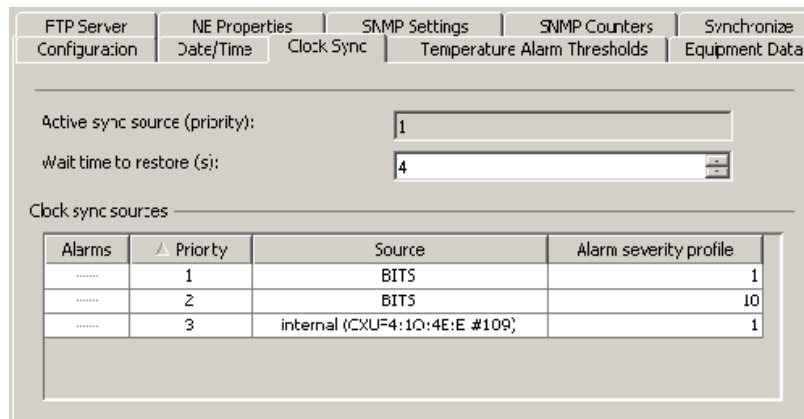 FTP Server NE Properties SNMP Settings SNMP Counters Synchronize
Configuration Date/Time Clock Sync Temperature Alarm Thresholds Equipment Data
Active sync source (priority): 1
Wait time to restore (s): 4
Clock sync sources
Alarms Priority Source Alarm severity profile
1 BITS 1
2 BITS 10
3 internal (CXUF4:10:4E:E #109) 1